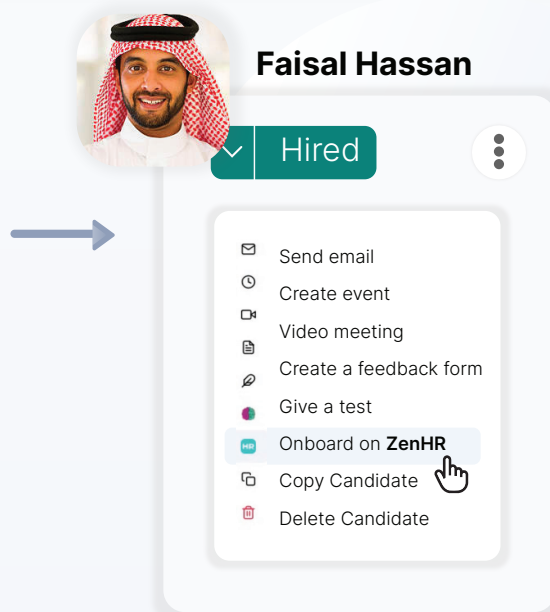 Faisal Hassan
Hired
Send email
Create event
Video meeting
Create a feedback form
Give a test
HR Onboard on ZenHR
Copy Candidate
Delete Candidate